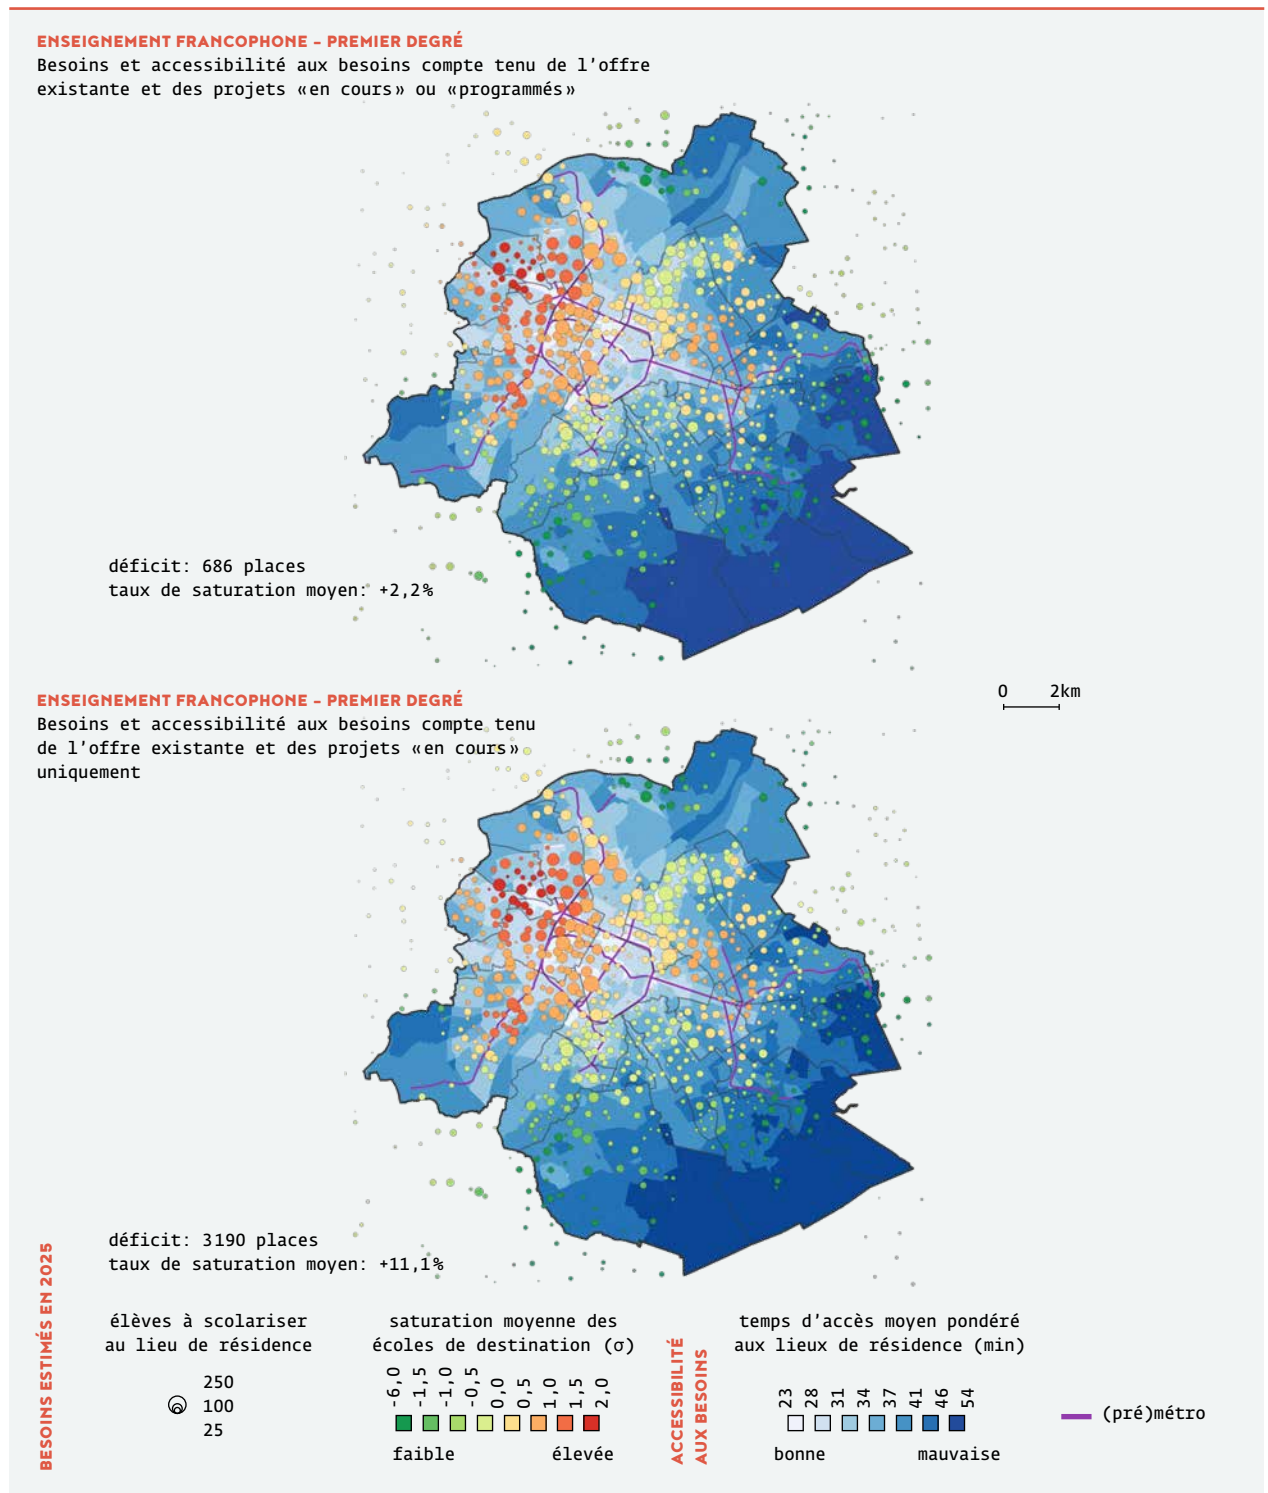 ENSEIGNEMENT FRANCOPHONE – PREMIER DEGRÉ
Besoins et accessibilité aux besoins compte tenu de l'offre
existante et des projets «en cours» ou «programmés»
déficit: 686 places
taux de saturation moyen: +2,2%
0 2km
ENSEIGNEMENT FRANCOPHONE – PREMIER DEGRÉ
Besoins et accessibilité aux besoins compte tenu
de l'offre existante et des projets «en cours»
uniquement
déficit: 3190 places
taux de saturation moyen: +11,1%
BESOINS ESTIMÉS EN 2025
élèves à scolariser
au lieu de résidence
250
100
25
saturation moyenne des
écoles de destination (σ)
-6,0 -1,5 -1,0 -0,5 0,0 0,5 1,0 1,5 2,0
faible élevée
ACCESSIBILITÉ
AUX BESOINS
temps d'accès moyen pondéré
aux lieux de résidence (min)
23 28 31 34 37 41 46 54
bonne mauvaise
(pré)métro